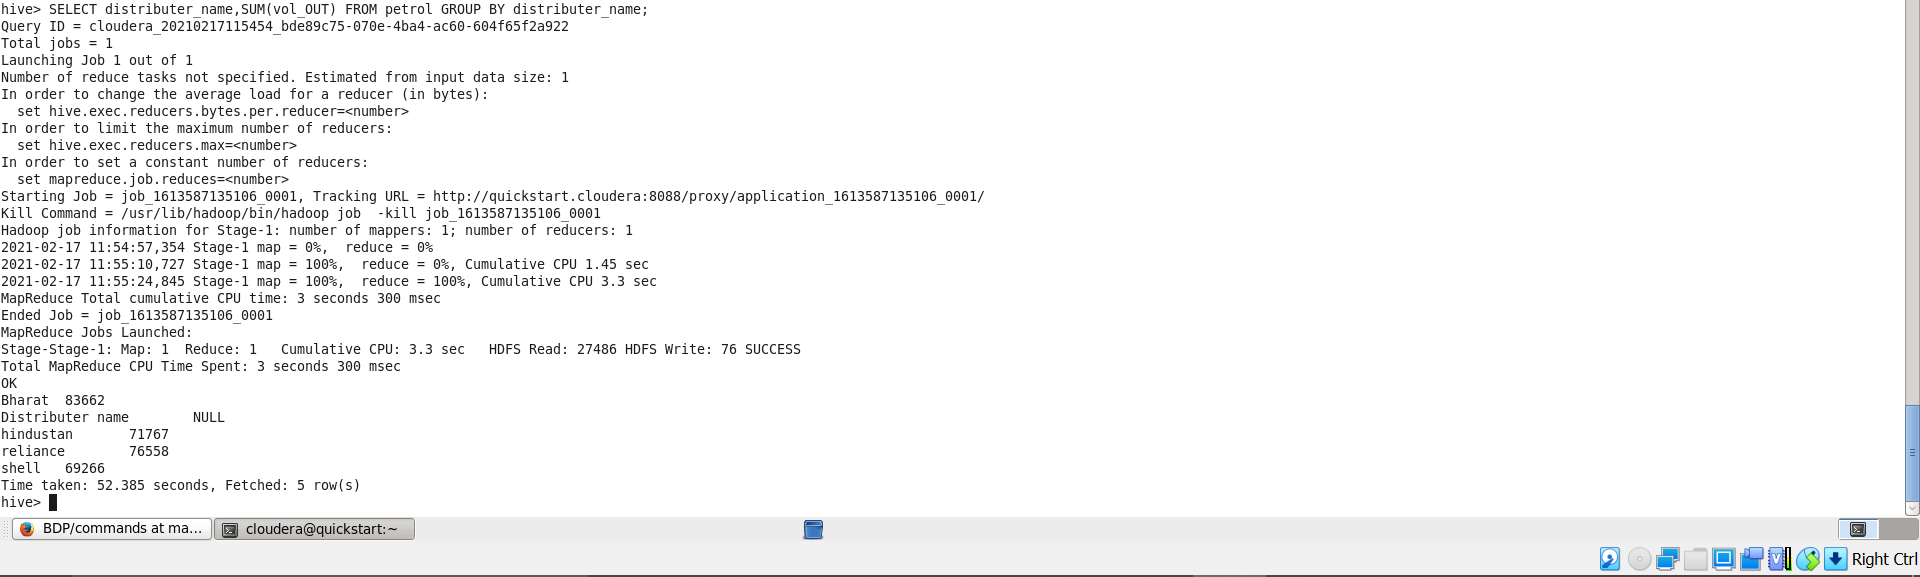 hive> SELECT distributer_name,SUM(vol_OUT) FROM petrol GROUP BY distributer_name;
Query ID = cloudera_20210217115454_bde89c75-070e-4ba4-ac60-604f65f2a922
Total jobs = 1
Launching Job 1 out of 1
Number of reduce tasks not specified. Estimated from input data size: 1
In order to change the average load for a reducer (in bytes):
  set hive.exec.reducers.bytes.per.reducer=<number>
In order to limit the maximum number of reducers:
  set hive.exec.reducers.max=<number>
In order to set a constant number of reducers:
  set mapreduce.job.reduces=<number>
Starting Job = job_1613587135106_0001, Tracking URL = http://quickstart.cloudera:8088/proxy/application_1613587135106_0001/
Kill Command = /usr/lib/hadoop/bin/hadoop job  -kill job_1613587135106_0001
Hadoop job information for Stage-1: number of mappers: 1; number of reducers: 1
2021-02-17 11:54:57,354 Stage-1 map = 0%,  reduce = 0%
2021-02-17 11:55:10,727 Stage-1 map = 100%,  reduce = 0%, Cumulative CPU 1.45 sec
2021-02-17 11:55:24,845 Stage-1 map = 100%,  reduce = 100%, Cumulative CPU 3.3 sec
MapReduce Total cumulative CPU time: 3 seconds 300 msec
Ended Job = job_1613587135106_0001
MapReduce Jobs Launched:
Stage-Stage-1: Map: 1  Reduce: 1   Cumulative CPU: 3.3 sec   HDFS Read: 27486 HDFS Write: 76 SUCCESS
Total MapReduce CPU Time Spent: 3 seconds 300 msec
OK
Bharat  83662
Distributer name        NULL
hindustan       71767
reliance        76558
shell   69266
Time taken: 52.385 seconds, Fetched: 5 row(s)
hive>
BDP/commands at ma... cloudera@quickstart:~
Right Ctrl